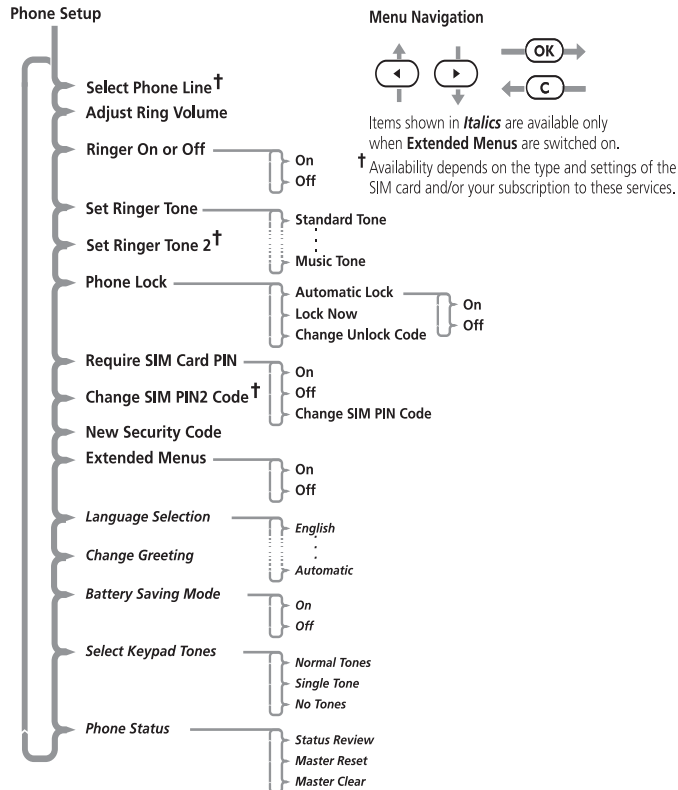 Phone Setup
Menu Navigation
OK
C
Items shown in Italics are available only
when Extended Menus are switched on.
† Availability depends on the type and settings of the
SIM card and/or your subscription to these services.
Select Phone Line†
Adjust Ring Volume
Ringer On or Off
On
Off
Set Ringer Tone
Standard Tone
Set Ringer Tone 2†
Music Tone
Phone Lock
Automatic Lock
On
Lock Now
Off
Change Unlock Code
Require SIM Card PIN
On
Change SIM PIN2 Code†
Off
Change SIM PIN Code
New Security Code
Extended Menus
On
Off
Language Selection
English
Change Greeting
Automatic
Battery Saving Mode
On
Off
Select Keypad Tones
Normal Tones
Single Tone
No Tones
Phone Status
Status Review
Master Reset
Master Clear